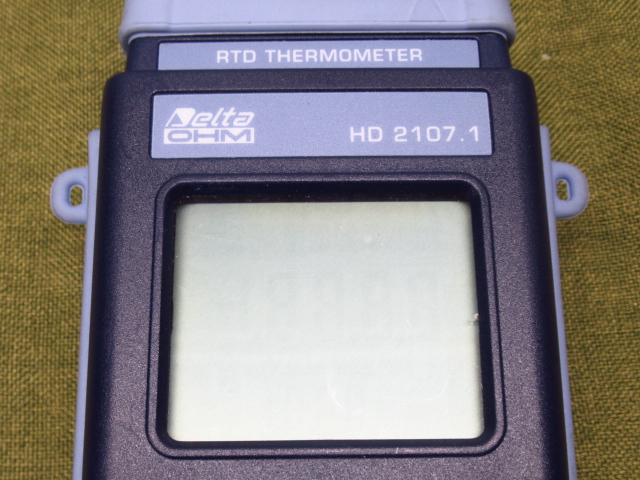 RTD THERMOMETER
Delta
OHM
HD 2107.1